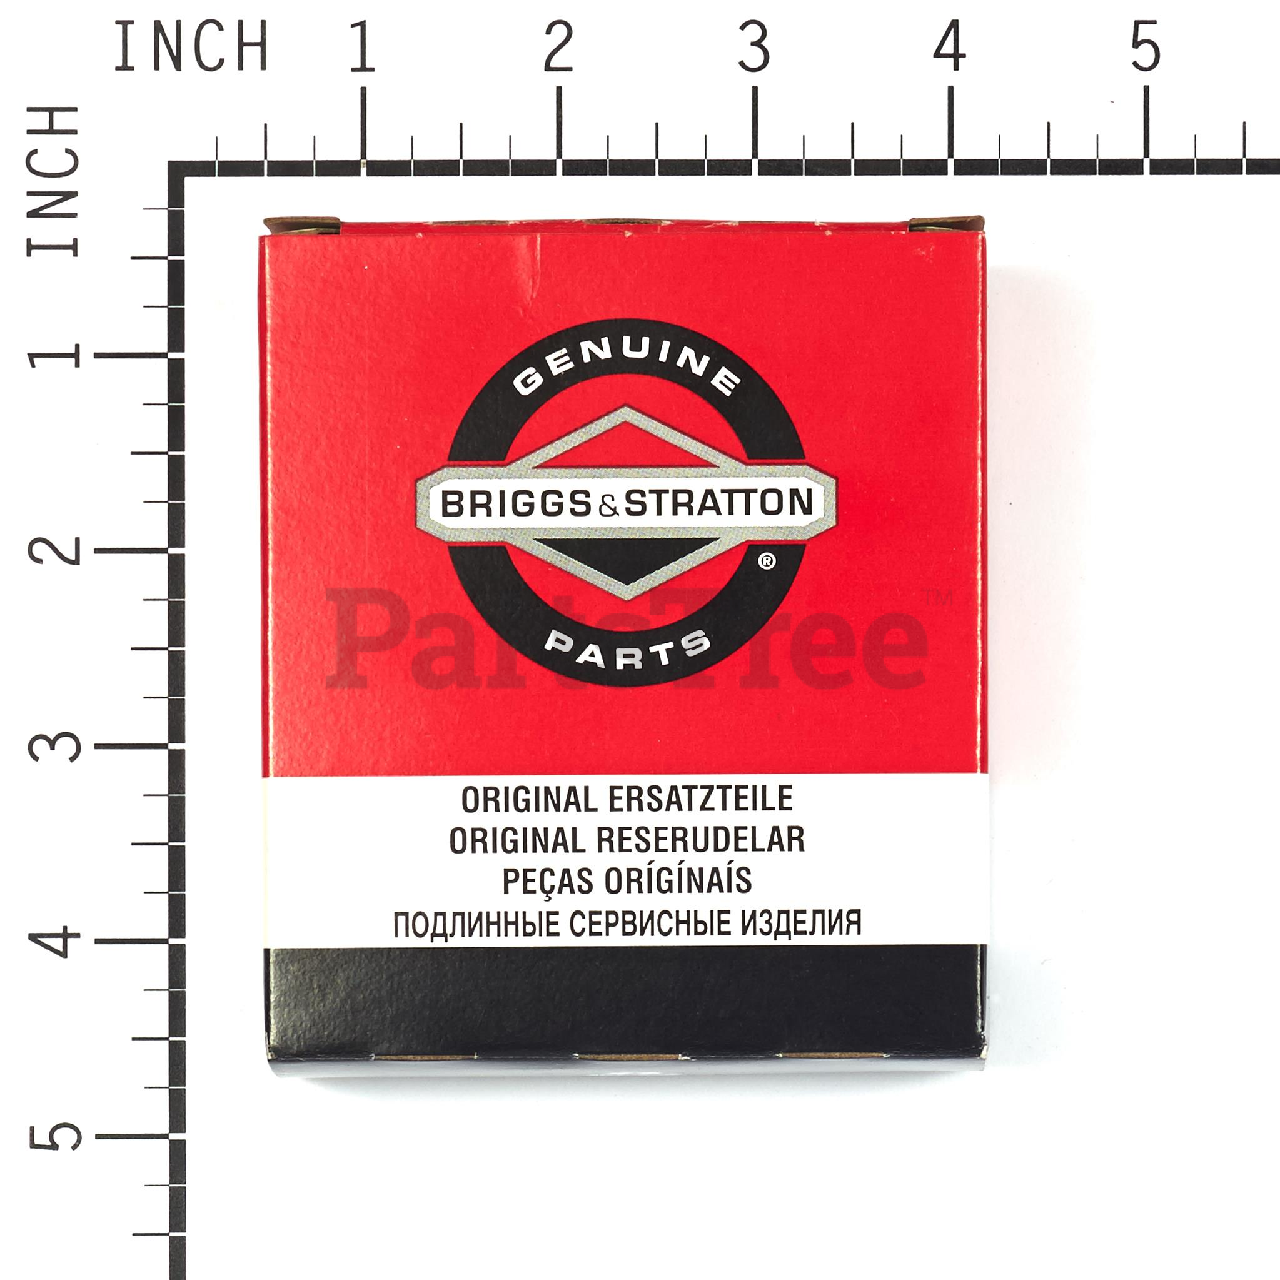 INCH 1 2 3 4 5
INCH 1 2 3 4 5
GENUINE
BRIGGS & STRATTON
®
PARTS
PartsTree™
ORIGINAL ERSATZTEILE
ORIGINAL RESERUDELAR
PEÇAS ORÍGÍNAÍS
ПОДЛИННЫЕ СЕРВИСНЫЕ ИЗДЕЛИЯ